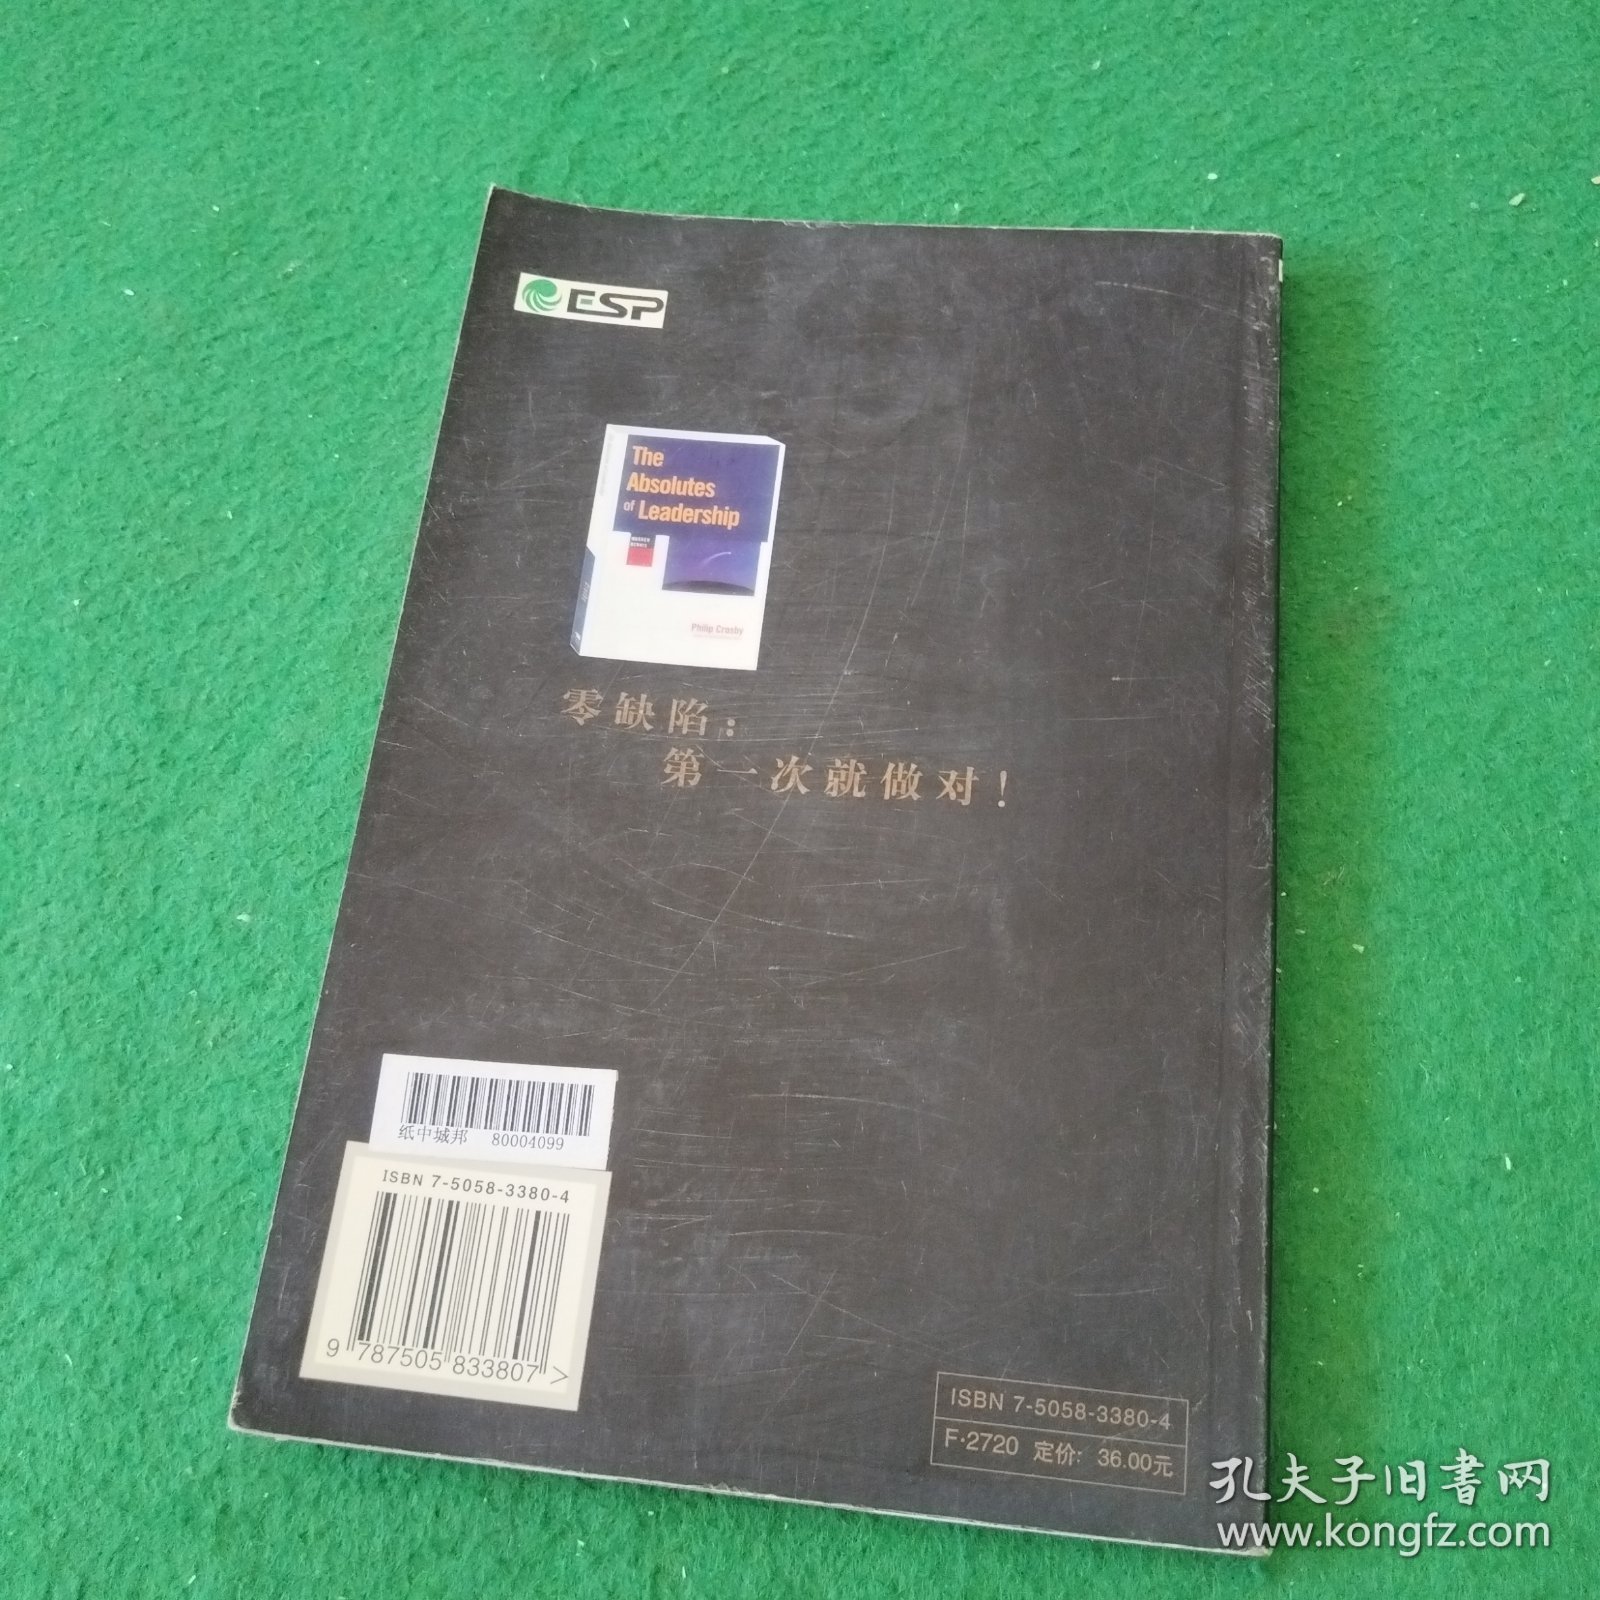 ESP
The
Absolutes
of Leadership
WARREN
BENNIS
Philip Crosby
零缺陷：
第一次就做对！
纸中城邦 80004099
ISBN 7-5058-3380-4
9 787505 833807 >
ISBN 7-5058-3380-4
F·2720 定价: 36.00元
孔夫子旧书网
www.kongfz.com